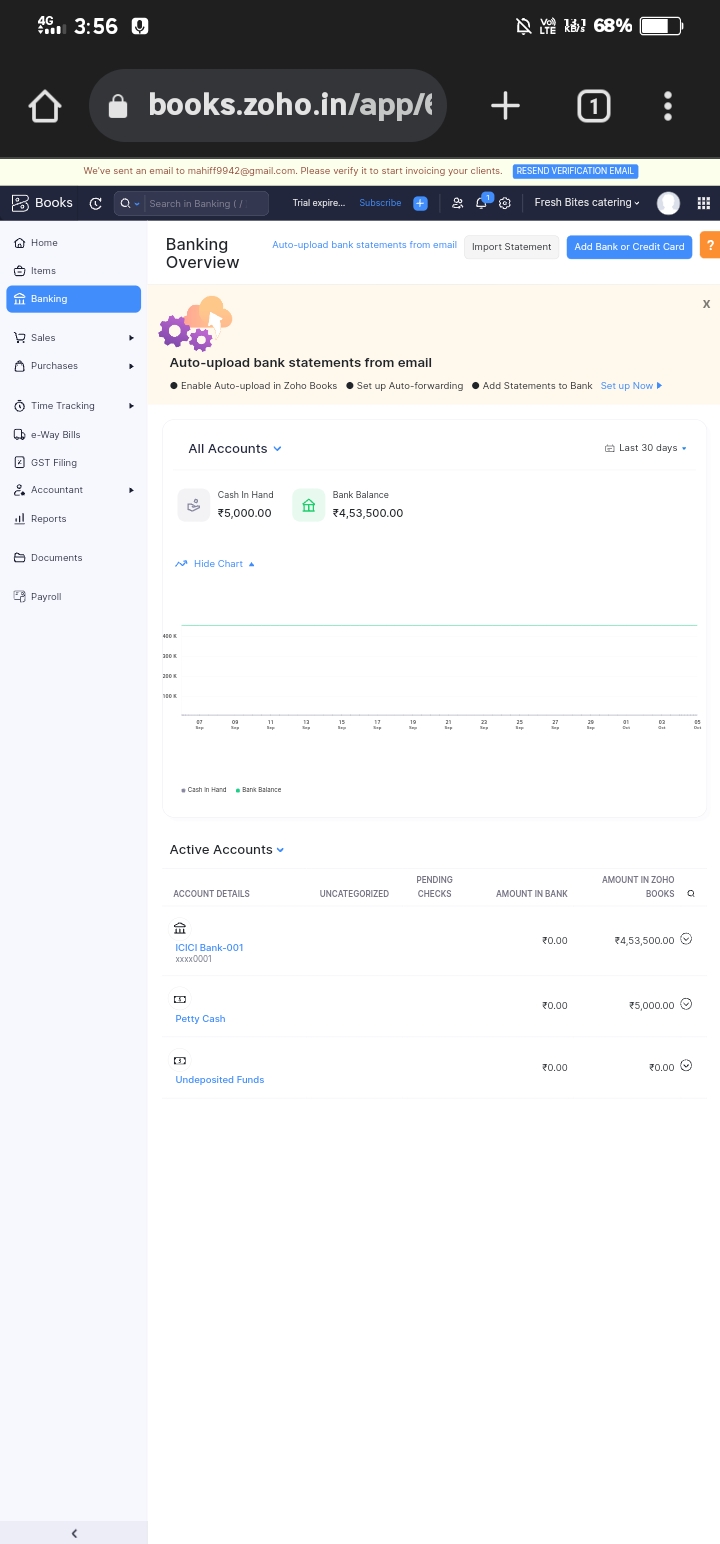 4G 3:56 Vo) LTE 13.1 KB/s 68%
books.zoho.in/app/6
1
We've sent an email to mahiff9942@gmail.com. Please verify it to start invoicing your clients. RESEND VERIFICATION EMAIL
Books Search in Banking ( / Trial expire... Subscribe 1 Fresh Bites catering
Home
Items
Banking
Sales
Purchases
Time Tracking
e-Way Bills
GST Filing
Accountant
Reports
Documents
Payroll
Banking Overview
Auto-upload bank statements from email Import Statement Add Bank or Credit Card ?
X
Auto-upload bank statements from email
Enable Auto-upload in Zoho Books Set up Auto-forwarding Add Statements to Bank Set up Now
All Accounts Last 30 days
Cash In Hand Bank Balance
₹5,000.00 ₹4,53,500.00
Hide Chart
400 K
300 K
200 K
100 K
07 09 11 13 15 17 19 21 23 25 27 29 01 03 05
Sep Sep Sep Sep Sep Sep Sep Sep Sep Sep Sep Sep Oct Oct Oct
Cash In Hand Bank Balance
Active Accounts
ACCOUNT DETAILS UNCATEGORIZED PENDING CHECKS AMOUNT IN BANK AMOUNT IN ZOHO BOOKS
ICICI Bank-001 ₹0.00 ₹4,53,500.00
xxxx0001
Petty Cash ₹0.00 ₹5,000.00
Undeposited Funds ₹0.00 ₹0.00